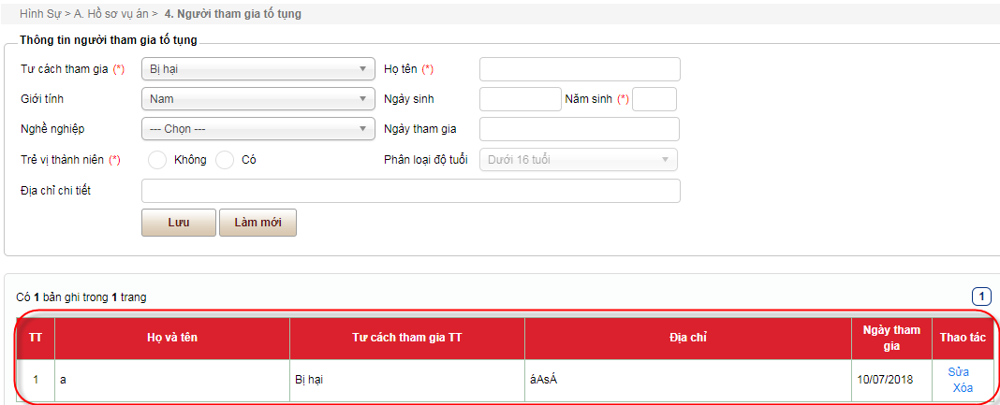 Hình Sự > A. Hồ sơ vụ án > 4. Người tham gia tố tụng
Thông tin người tham gia tố tụng
Tư cách tham gia (*) Bị hại Họ tên (*)
Giới tính Nam Ngày sinh Năm sinh (*)
Nghề nghiệp --- Chọn --- Ngày tham gia
Trẻ vị thành niên (*) Không Có Phân loại độ tuổi Dưới 16 tuổi
Địa chỉ chi tiết
Lưu Làm mới
Có 1 bản ghi trong 1 trang 1
TT Họ và tên Tư cách tham gia TT Địa chỉ Ngày tham gia Thao tác
1 a Bị hại áAsÁ 10/07/2018 Sửa
Xóa